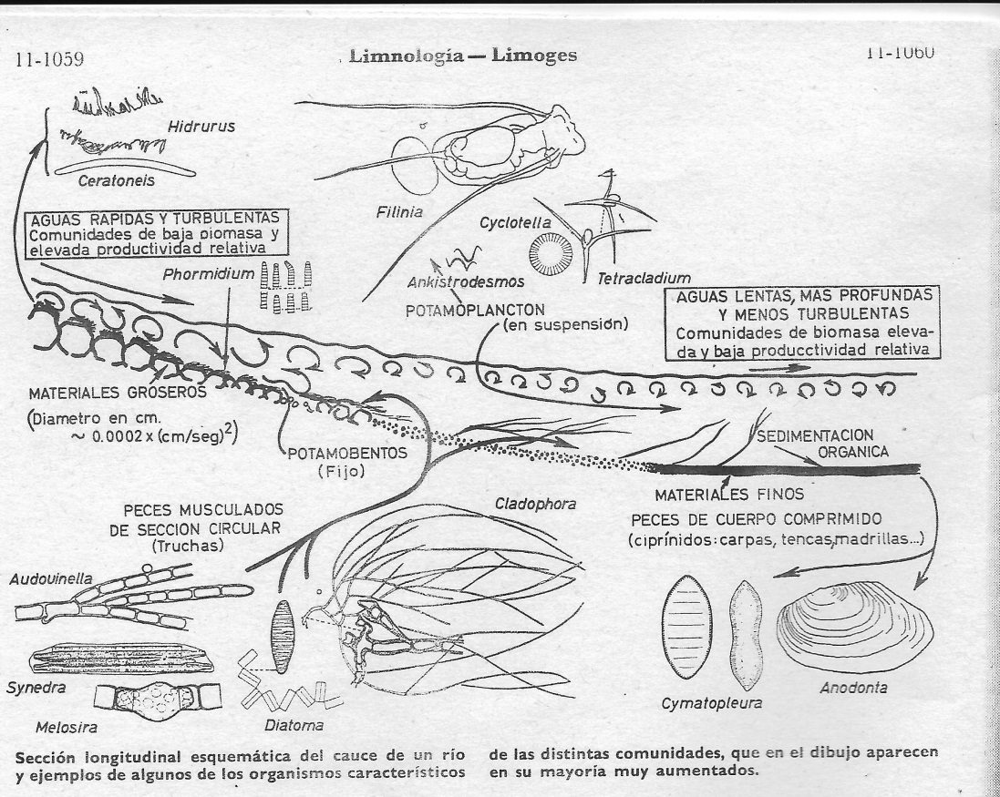 11-1059
Limnología — Limoges
11-1060
Hidrurus
Ceratoneis
Filinia
Cyclotella
Ankistrodesmos
Tetracladium
AGUAS RAPIDAS Y TURBULENTAS
Comunidades de baja biomasa y
elevada productividad relativa
Phormidium
POTAMOPLANCTON
(en suspensión)
AGUAS LENTAS, MAS PROFUNDAS
Y MENOS TURBULENTAS
Comunidades de biomasa eleva-
da y baja producctividad relativa
MATERIALES GROSEROS
(Diametro en cm.
~ 0.0002 x (cm/seg)²)
POTAMOBENTOS
(Fijo)
SEDIMENTACION
ORGANICA
MATERIALES FINOS
PECES MUSCULADOS
DE SECCION CIRCULAR
(Truchas)
Cladophora
PECES DE CUERPO COMPRIMIDO
(ciprínidos: carpas, tencas, madrillas...)
Audouinella
Synedra
Melosira
Diatoma
Cymatopleura
Anodonta
Sección longitudinal esquemática del cauce de un río
y ejemplos de algunos de los organismos característicos
de las distintas comunidades, que en el dibujo aparecen
en su mayoría muy aumentados.